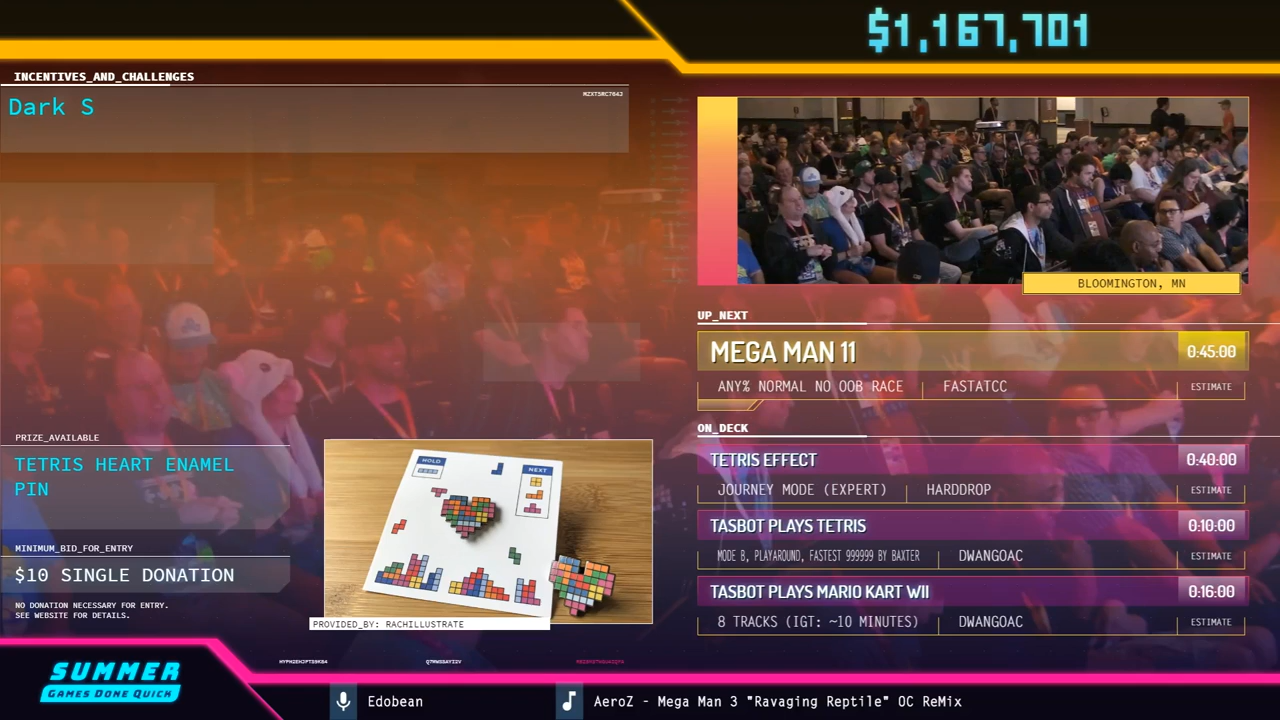 $1,167,701
INCENTIVES_AND_CHALLENGES
Dark S
BLOOMINGTON, MN
UP_NEXT
MEGA MAN 11
0:45:00
ANY% NORMAL NO OOB RACE
FASTATCC
ESTIMATE
ON_DECK
TETRIS EFFECT
0:40:00
JOURNEY MODE (EXPERT)
HARDDROP
ESTIMATE
TASBOT PLAYS TETRIS
0:10:00
MODE B, PLAYAROUND, FASTEST 999999 BY BAXTER
DWANGOAC
ESTIMATE
TASBOT PLAYS MARIO KART WII
0:16:00
8 TRACKS (IGT: ~10 MINUTES)
DWANGOAC
ESTIMATE
PRIZE_AVAILABLE
TETRIS HEART ENAMEL
PIN
MINIMUM_BID_FOR_ENTRY
$10 SINGLE DONATION
NO DONATION NECESSARY FOR ENTRY.
SEE WEBSITE FOR DETAILS.
HOLD
NEXT
PROVIDED_BY: RACHILLUSTRATE
SUMMER
GAMES DONE QUICK
Edobean
AeroZ - Mega Man 3 "Ravaging Reptile" OC ReMix